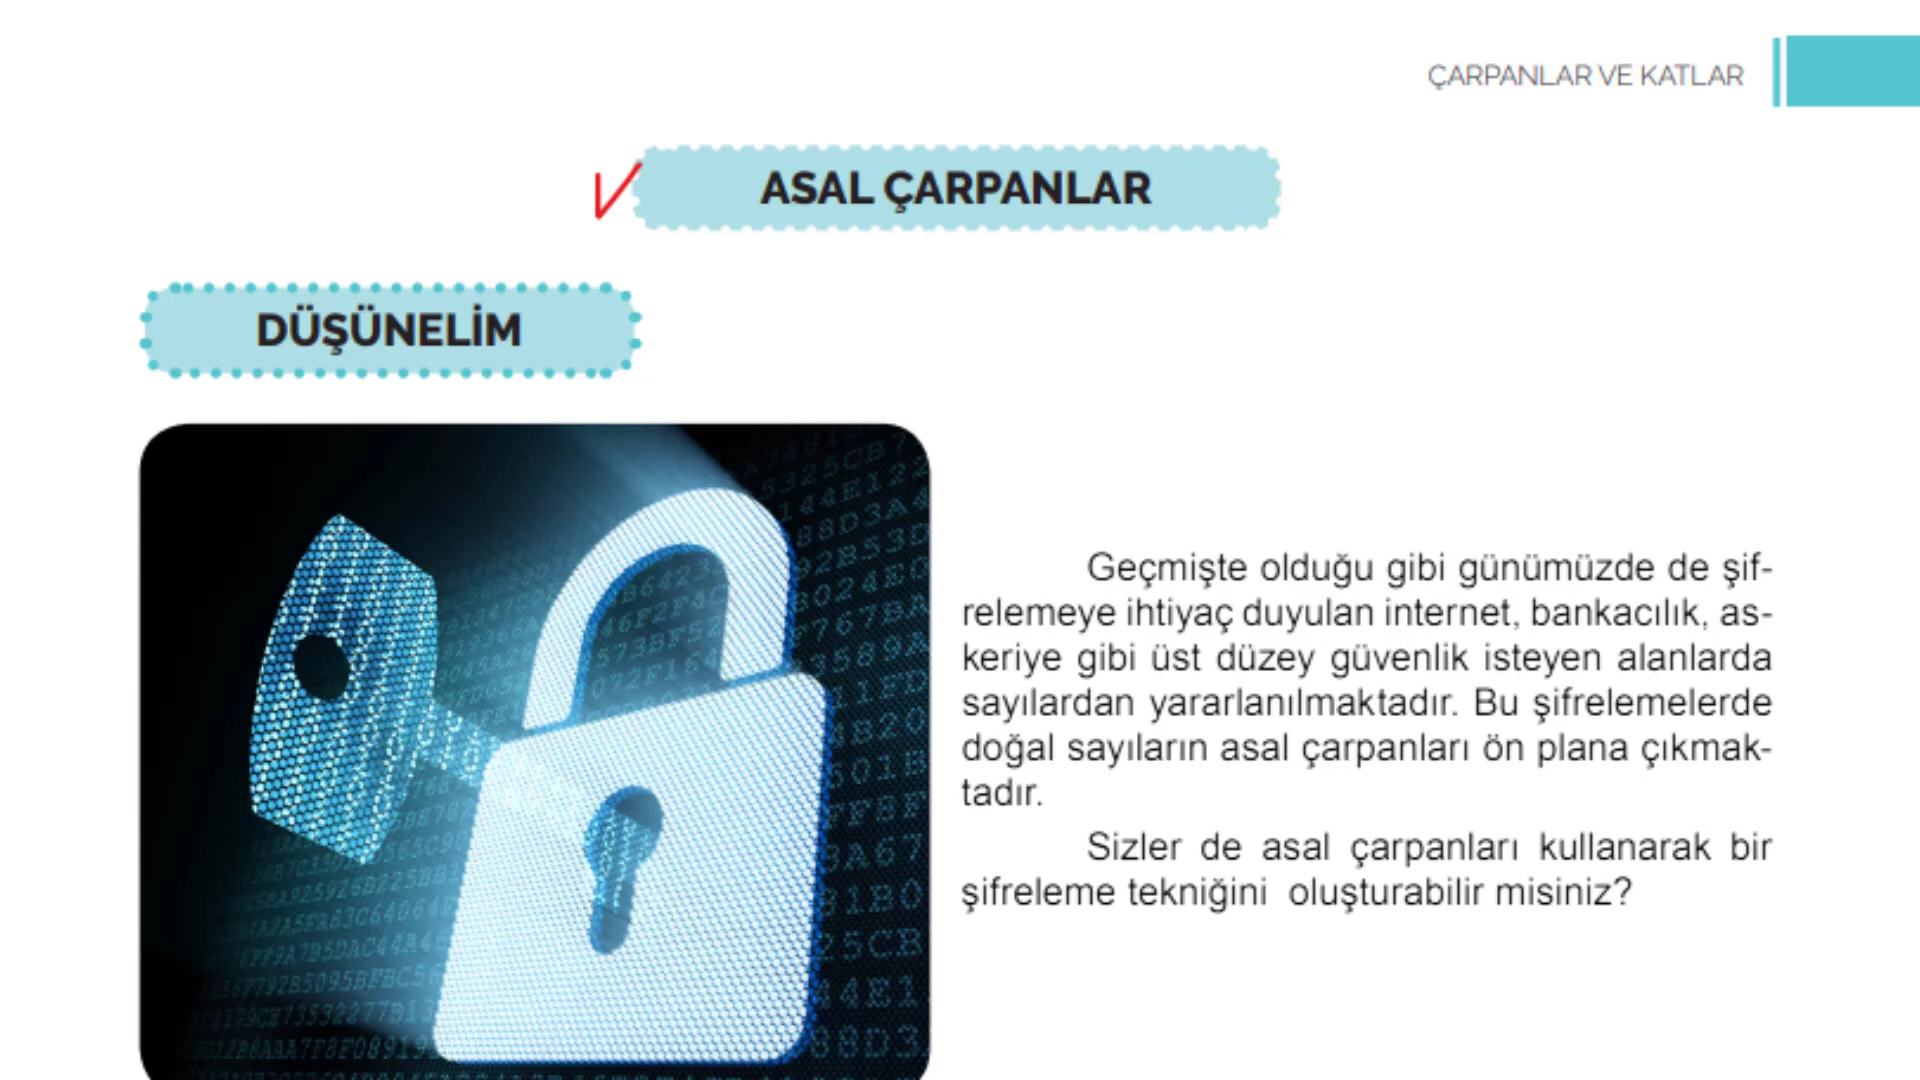 ÇARPANLAR VE KATLAR
ASAL ÇARPANLAR
DÜŞÜNELİM
Geçmişte olduğu gibi günümüzde de şif-
relemeye ihtiyaç duyulan internet, bankacılık, as-
keriye gibi üst düzey güvenlik isteyen alanlarda
sayılardan yararlanılmaktadır. Bu şifrelemelerde
doğal sayıların asal çarpanları ön plana çıkmak-
tadır.
Sizler de asal çarpanları kullanarak bir
şifreleme tekniğini oluşturabilir misiniz?